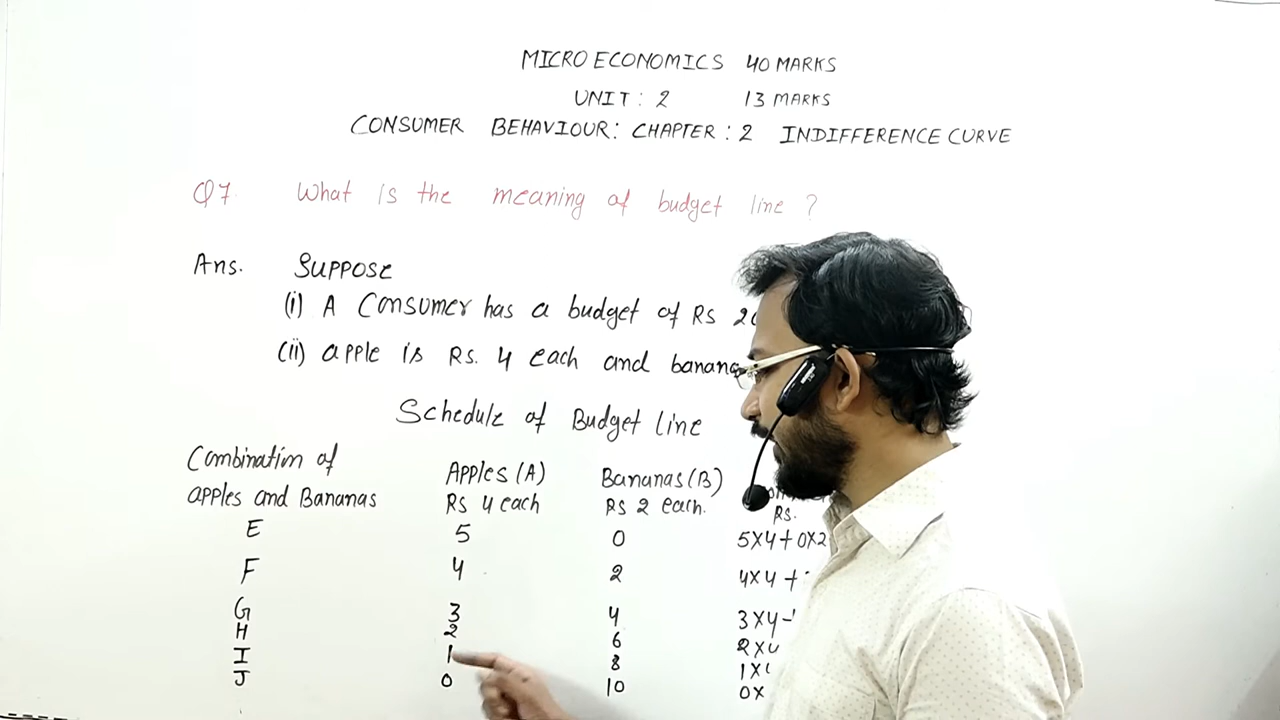 MICRO ECONOMICS 40 MARKS
UNIT: 2 13 MARKS
CONSUMER BEHAVIOUR: CHAPTER: 2 INDIFFERENCE CURVE
Q7. What is the meaning of budget line ?
Ans. SUPPOSE
(i) A Consumer has a budget of Rs
(ii) apple is Rs. 4 each and
Schedule of Budget line
Combination of apples and Bananas Apples (A) Rs 4 each Bananas (B) Rs 2 each. Rs.
E 5 0 5X4+0X2
F 4 2 4X4+
G 3 4 3X4
H 2 6
I 1 8
J 0 10